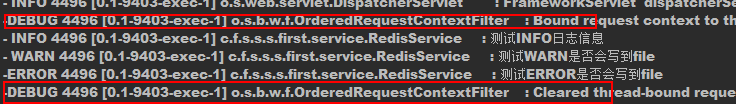 - INFO 4496 [0.1-9403-exec-1] o.s.web.servlet.DispatcherServlet : FrameworkServlet 'dispatcherS
-DEBUG 4496 [0.1-9403-exec-1] o.s.b.w.f.OrderedRequestContextFilter : Bound request context to th
- INFO 4496 [0.1-9403-exec-1] c.f.s.s.s.first.service.RedisService : 测试INFO日志信息
- WARN 4496 [0.1-9403-exec-1] c.f.s.s.s.first.service.RedisService : 测试WARN是否会写到file
-ERROR 4496 [0.1-9403-exec-1] c.f.s.s.s.first.service.RedisService : 测试ERROR是否会写到file
-DEBUG 4496 [0.1-9403-exec-1] o.s.b.w.f.OrderedRequestContextFilter : Cleared thread-bound reque